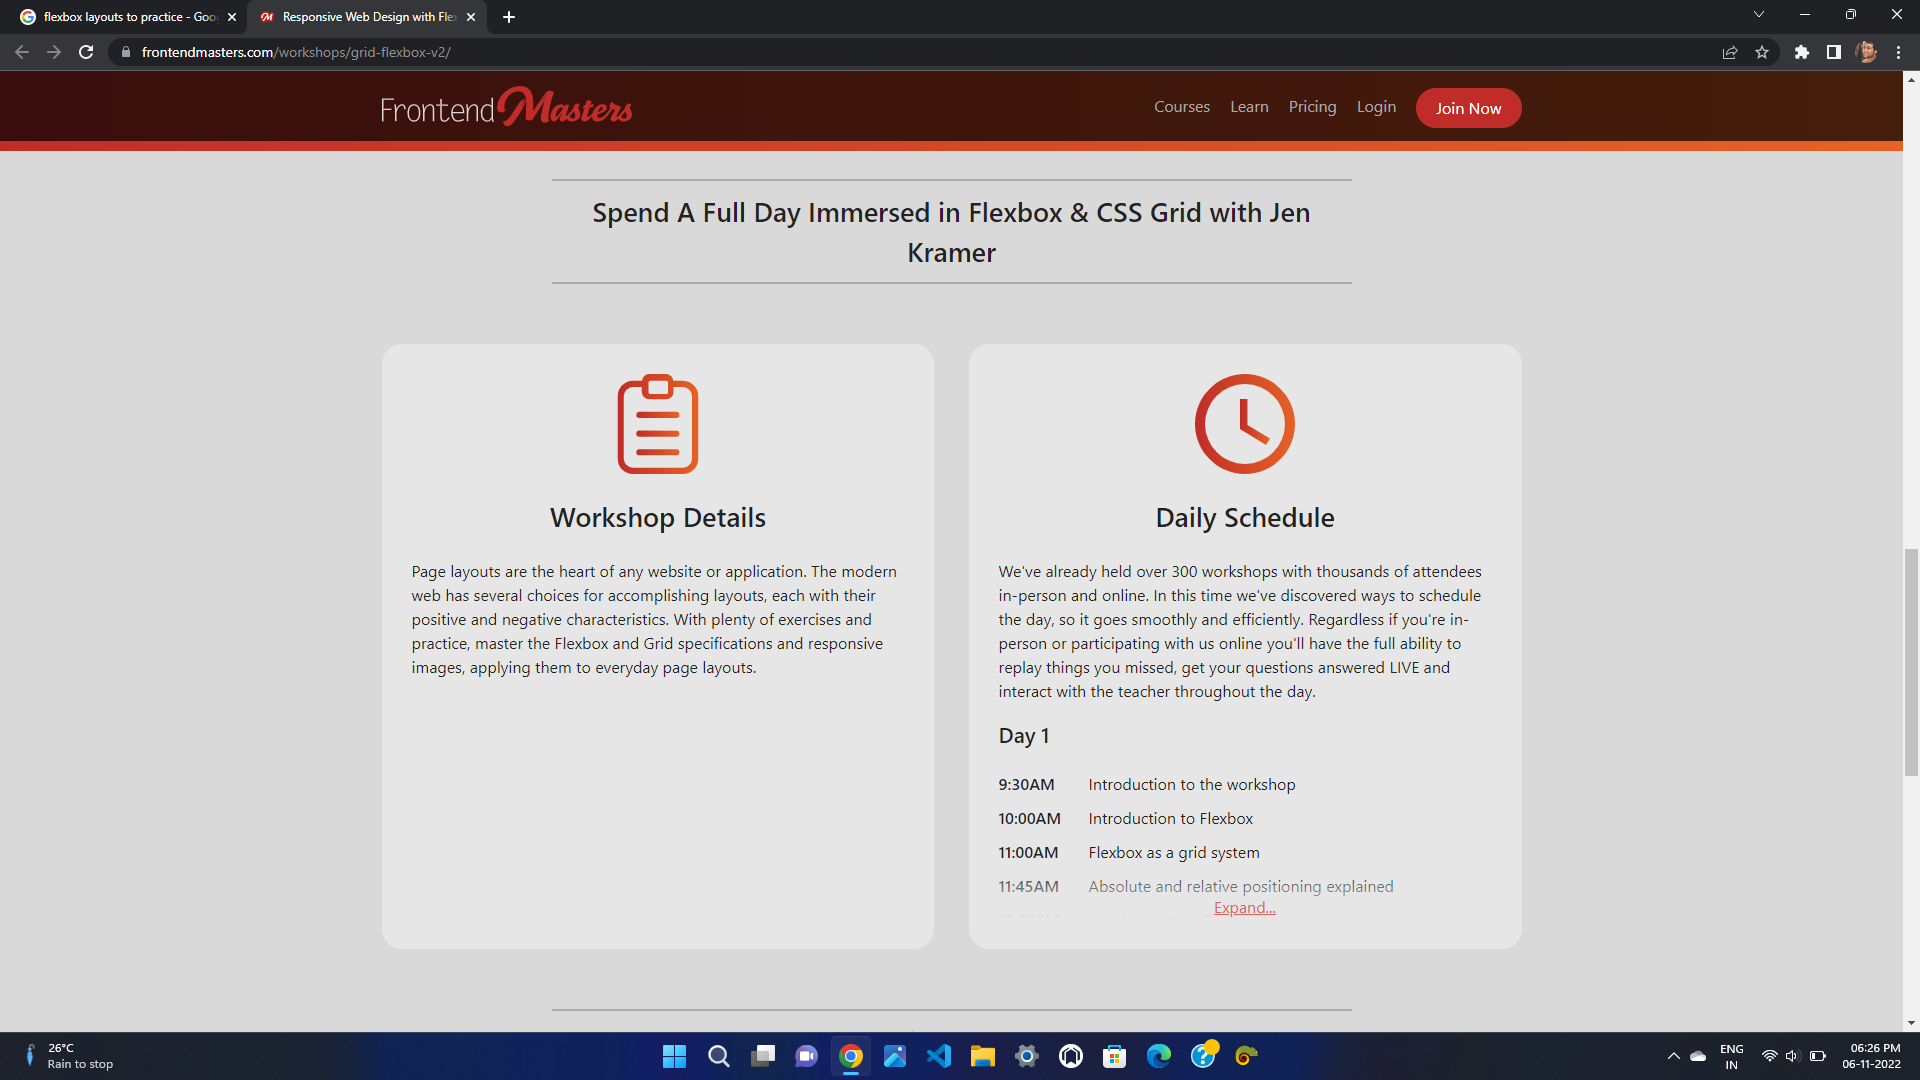 flexbox layouts to practice - Goo
Responsive Web Design with Flex
frontendmasters.com/workshops/grid-flexbox-v2/
Frontend Masters
Courses
Learn
Pricing
Login
Join Now
Spend A Full Day Immersed in Flexbox & CSS Grid with Jen
Kramer
Workshop Details
Page layouts are the heart of any website or application. The modern
web has several choices for accomplishing layouts, each with their
positive and negative characteristics. With plenty of exercises and
practice, master the Flexbox and Grid specifications and responsive
images, applying them to everyday page layouts.
Daily Schedule
We've already held over 300 workshops with thousands of attendees
in-person and online. In this time we've discovered ways to schedule
the day, so it goes smoothly and efficiently. Regardless if you're in-
person or participating with us online you'll have the full ability to
replay things you missed, get your questions answered LIVE and
interact with the teacher throughout the day.
Day 1
9:30AM Introduction to the workshop
10:00AM Introduction to Flexbox
11:00AM Flexbox as a grid system
11:45AM Absolute and relative positioning explained
Expand...
26°C
Rain to stop
ENG
IN
06:26 PM
06-11-2022